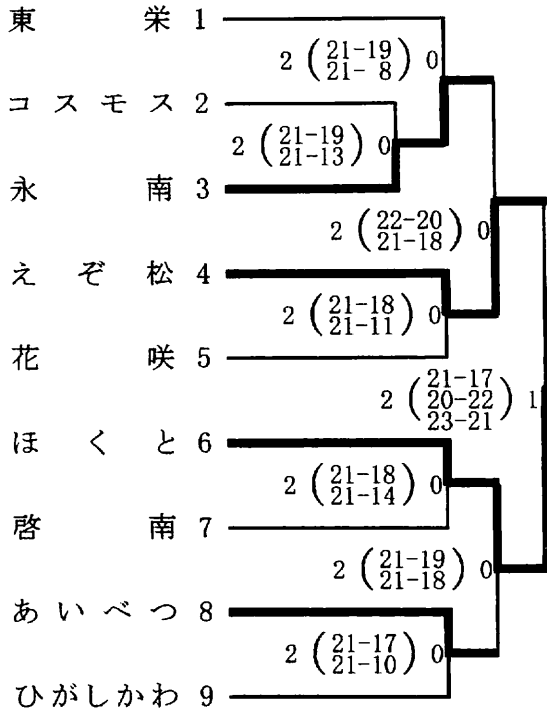 東栄 1
2 (21-19 21- 8) 0
コスモス 2
2 (21-19 21-13) 0
永南 3
2 (22-20 21-18) 0
えぞ松 4
2 (21-18 21-11) 0
花咲 5
2 (21-17 20-22 23-21) 1
ほくと 6
2 (21-18 21-14) 0
啓南 7
2 (21-19 21-18) 0
あいべつ 8
2 (21-17 21-10) 0
ひがしかわ 9